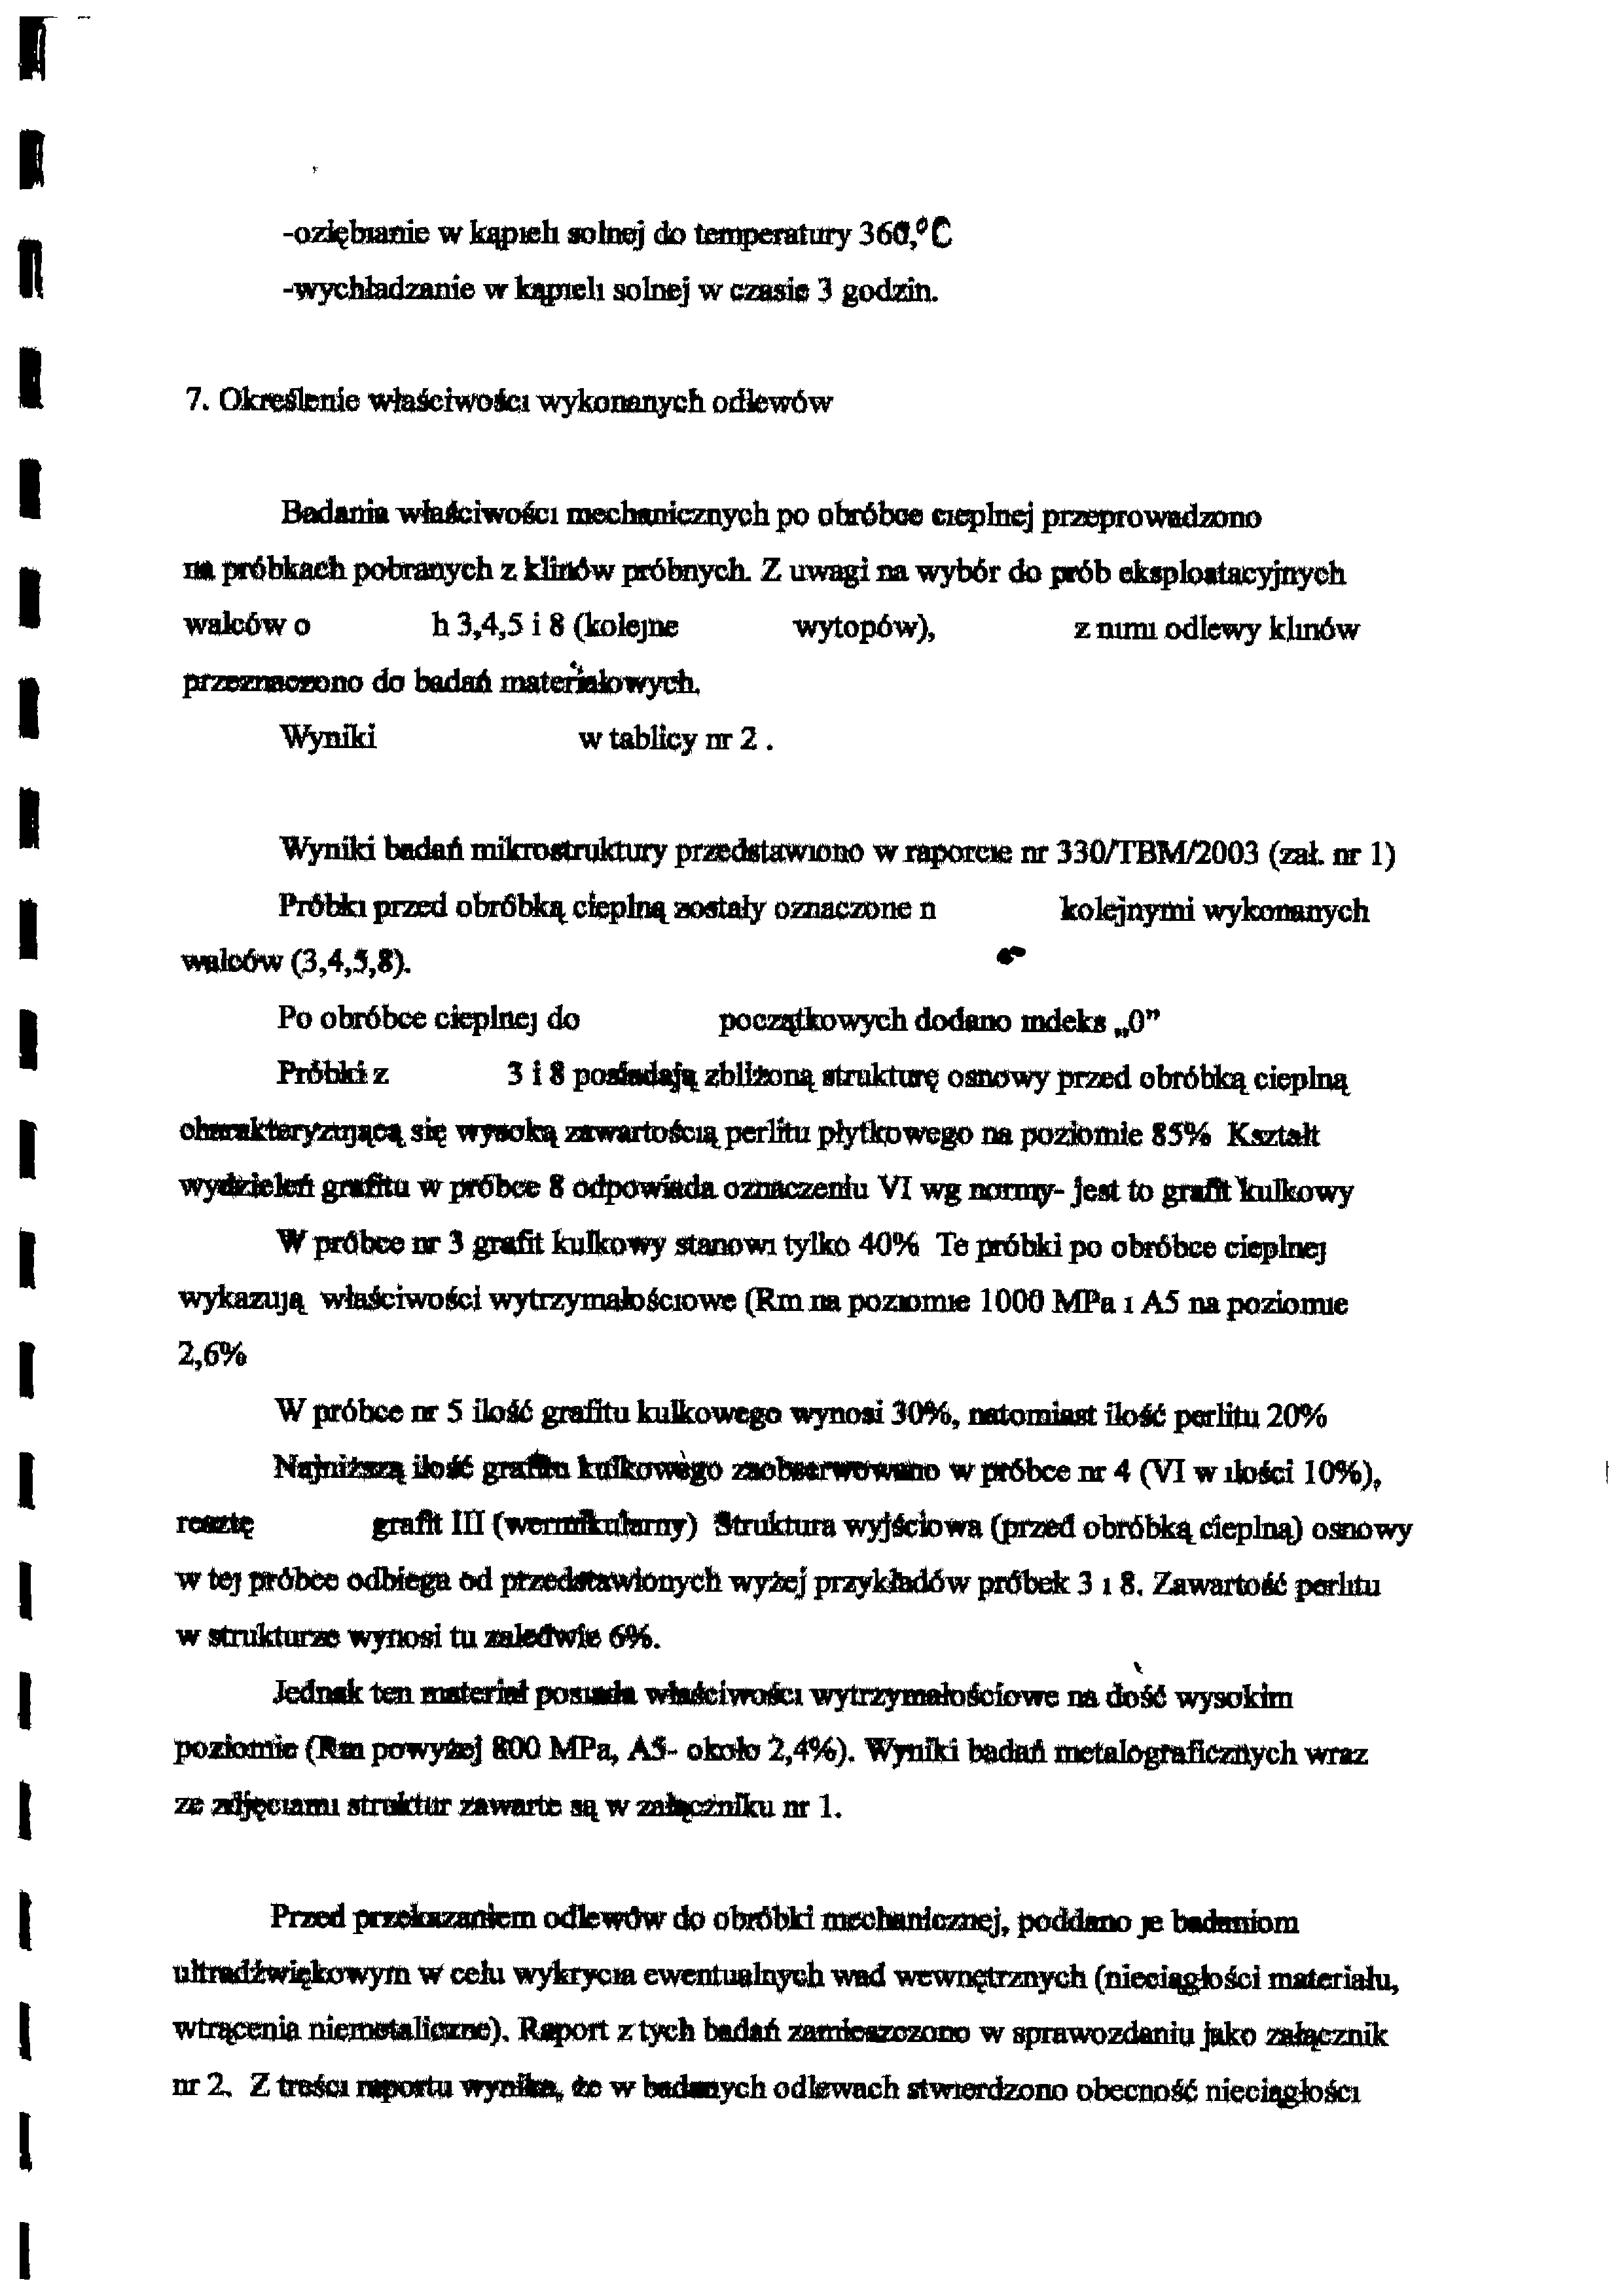 -oziębianie w kąpieli solnej do temperatury 360,°C
-wychładzanie w kąpieli solnej w czasie 3 godzin.
7. Określenie właściwości wykonanych odlewów
Badania właściwości mechanicznych po obróbce cieplnej przeprowadzono
na próbkach pobranych z klinów próbnych. Z uwagi na wybór do prób eksploatacyjnych
walców o h 3,4,5 i 8 (kolejne wytopów), z nimi odlewy klinów
przeznaczono do badań materiałowych.
Wyniki w tablicy nr 2 .
Wyniki badań mikrostruktury przedstawiono w raporcie nr 330/TBM/2003 (zał. nr 1)
Próbki przed obróbką cieplną zostały oznaczone n kolejnymi wykonanych
walców (3,4,5,8).
Po obróbce cieplnej do początkowych dodano indeks „0”
Próbki z 3 i 8 posiadają zbliżoną strukturę osnowy przed obróbką cieplną
charakteryzującą się wysoką zawartością perlitu płytkowego na poziomie 85% Kształt
wydzieleń grafitu w próbce 8 odpowiada oznaczeniu VI wg normy- jest to grafit kulkowy
W próbce nr 3 grafit kulkowy stanowi tylko 40% Te próbki po obróbce cieplnej
wykazują właściwości wytrzymałościowe (Rm na poziomie 1000 MPa i A5 na poziomie
2,6%
W próbce nr 5 ilość grafitu kulkowego wynosi 30%, natomiast ilość perlitu 20%
Najniższą ilość grafitu kulkowego zaobserwowano w próbce nr 4 (VI w ilości 10%),
resztę grafit III (wermikularny) Struktura wyjściowa (przed obróbką cieplną) osnowy
w tej próbce odbiega od przedstawionych wyżej przykładów próbek 3 i 8. Zawartość perlitu
w strukturze wynosi tu zaledwie 6%.
Jednak ten materiał posiada właściwości wytrzymałościowe na dość wysokim
poziomie (Rm powyżej 800 MPa, A5- około 2,4%). Wyniki badań metalograficznych wraz
ze zdjęciami struktur zawarte są w załączniku nr 1.
Przed przekazaniem odlewów do obróbki mechanicznej, poddano je badaniom
ultradźwiękowym w celu wykrycia ewentualnych wad wewnętrznych (nieciągłości materiału,
wtrącenia niemetaliczne). Raport z tych badań zamieszczono w sprawozdaniu jako załącznik
nr 2. Z treści raportu wynika, że w badanych odlewach stwierdzono obecność nieciągłości